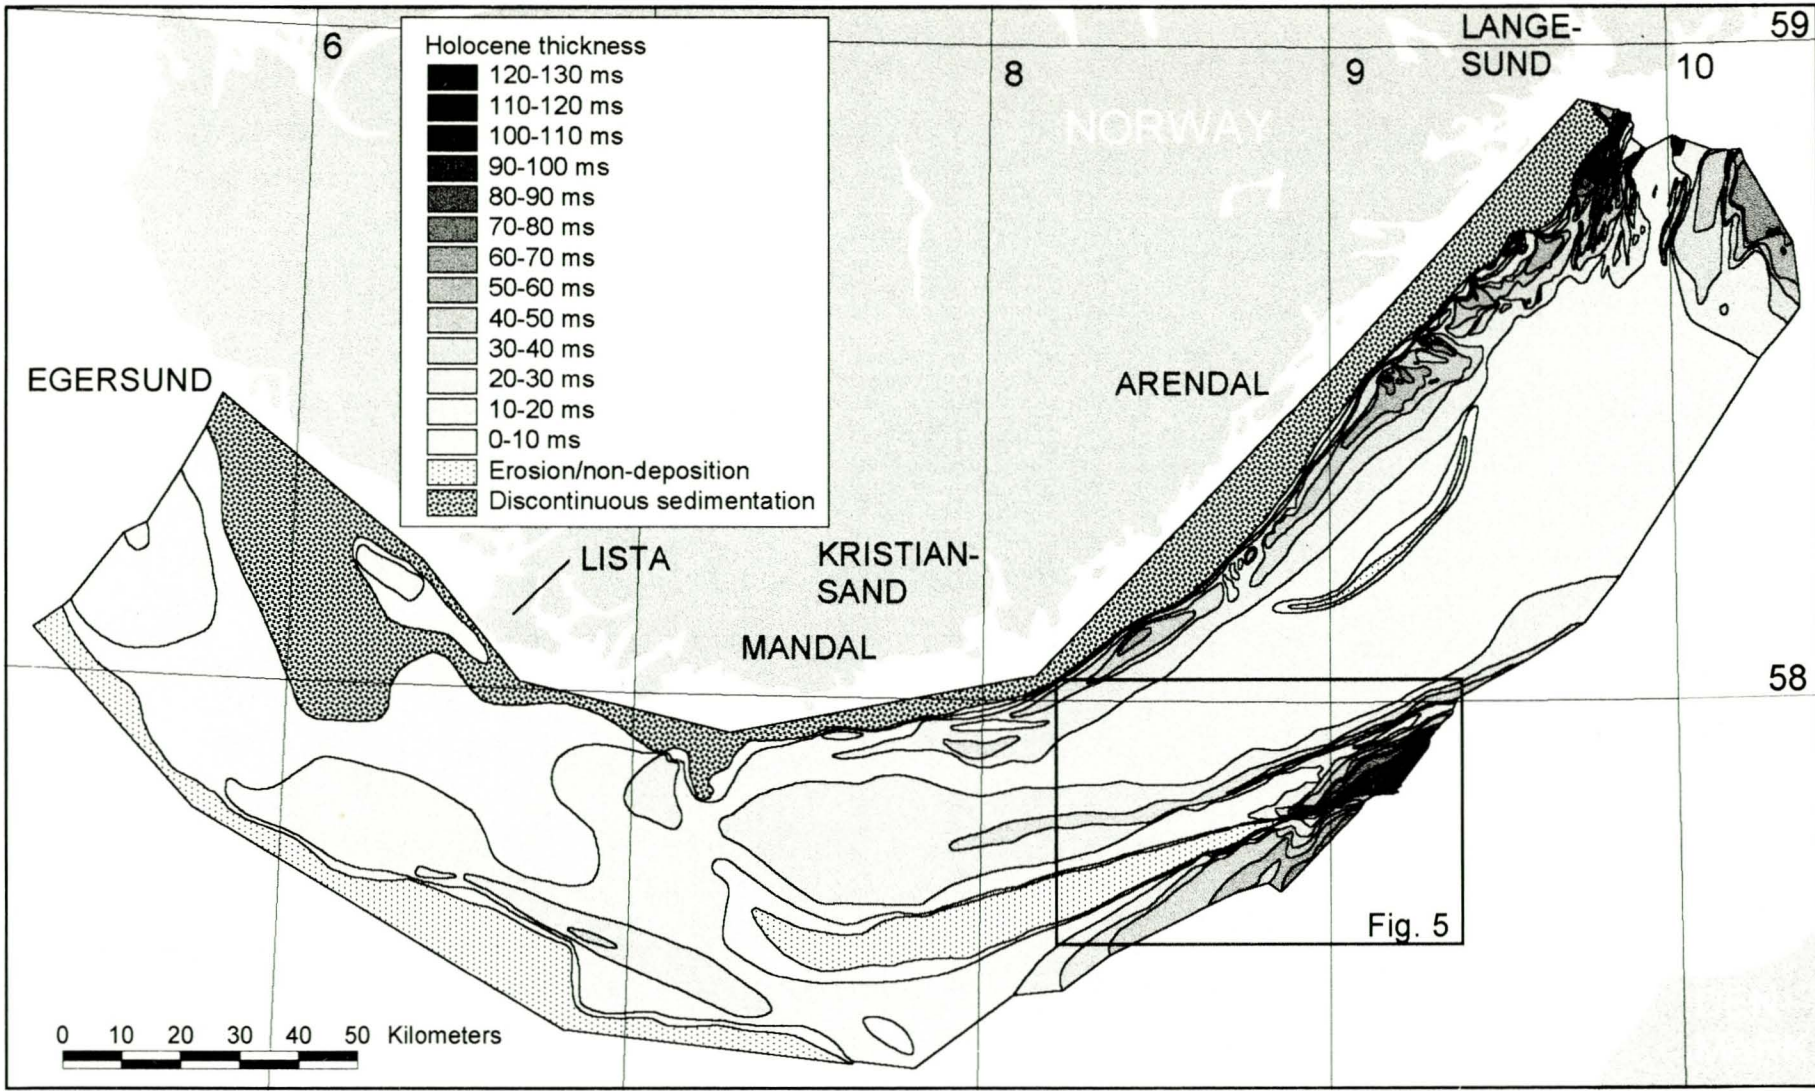 LANGE-
SUND
59
6
8
9
10
Holocene thickness
120-130 ms
110-120 ms
100-110 ms
90-100 ms
80-90 ms
70-80 ms
60-70 ms
50-60 ms
40-50 ms
30-40 ms
20-30 ms
10-20 ms
0-10 ms
Erosion/non-deposition
Discontinuous sedimentation
NORWAY
EGERSUND
ARENDAL
LISTA
KRISTIAN-
SAND
MANDAL
58
Fig. 5
0 10 20 30 40 50 Kilometers